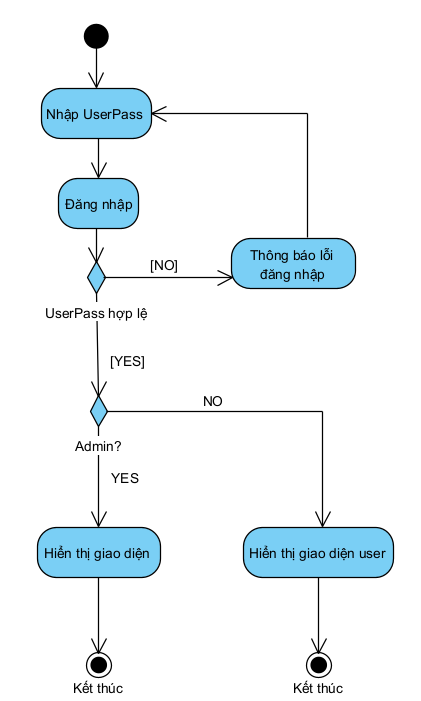 Nhập UserPass
Đăng nhập
[NO]
Thông báo lỗi
đăng nhập
UserPass hợp lệ
[YES]
NO
Admin?
YES
Hiển thị giao diện
Hiển thị giao diện user
Kết thúc
Kết thúc